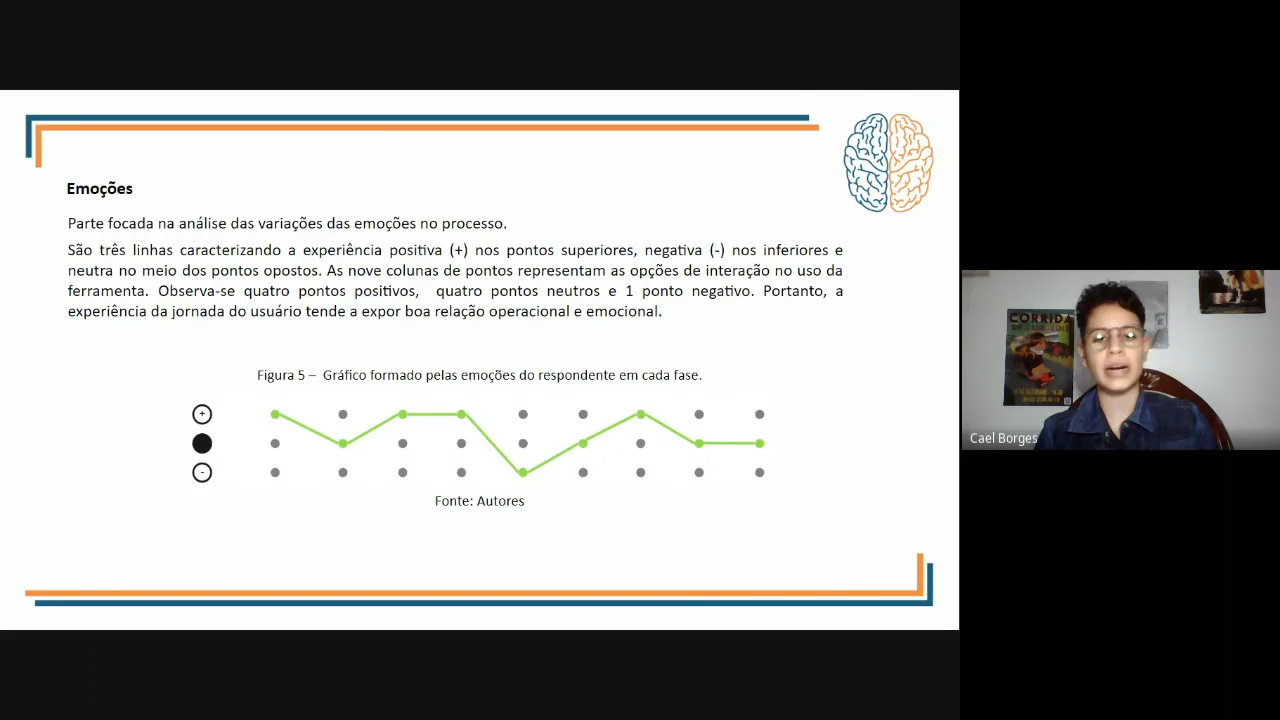 Emoções
Parte focada na análise das variações das emoções no processo.
São três linhas caracterizando a experiência positiva (+) nos pontos superiores, negativa (-) nos inferiores e
neutra no meio dos pontos opostos. As nove colunas de pontos representam as opções de interação no uso da
ferramenta. Observa-se quatro pontos positivos, quatro pontos neutros e 1 ponto negativo. Portanto, a
experiência da jornada do usuário tende a expor boa relação operacional e emocional.
Figura 5 – Gráfico formado pelas emoções do respondente em cada fase.
+
-
Fonte: Autores
CORRIDA
Cael Borges